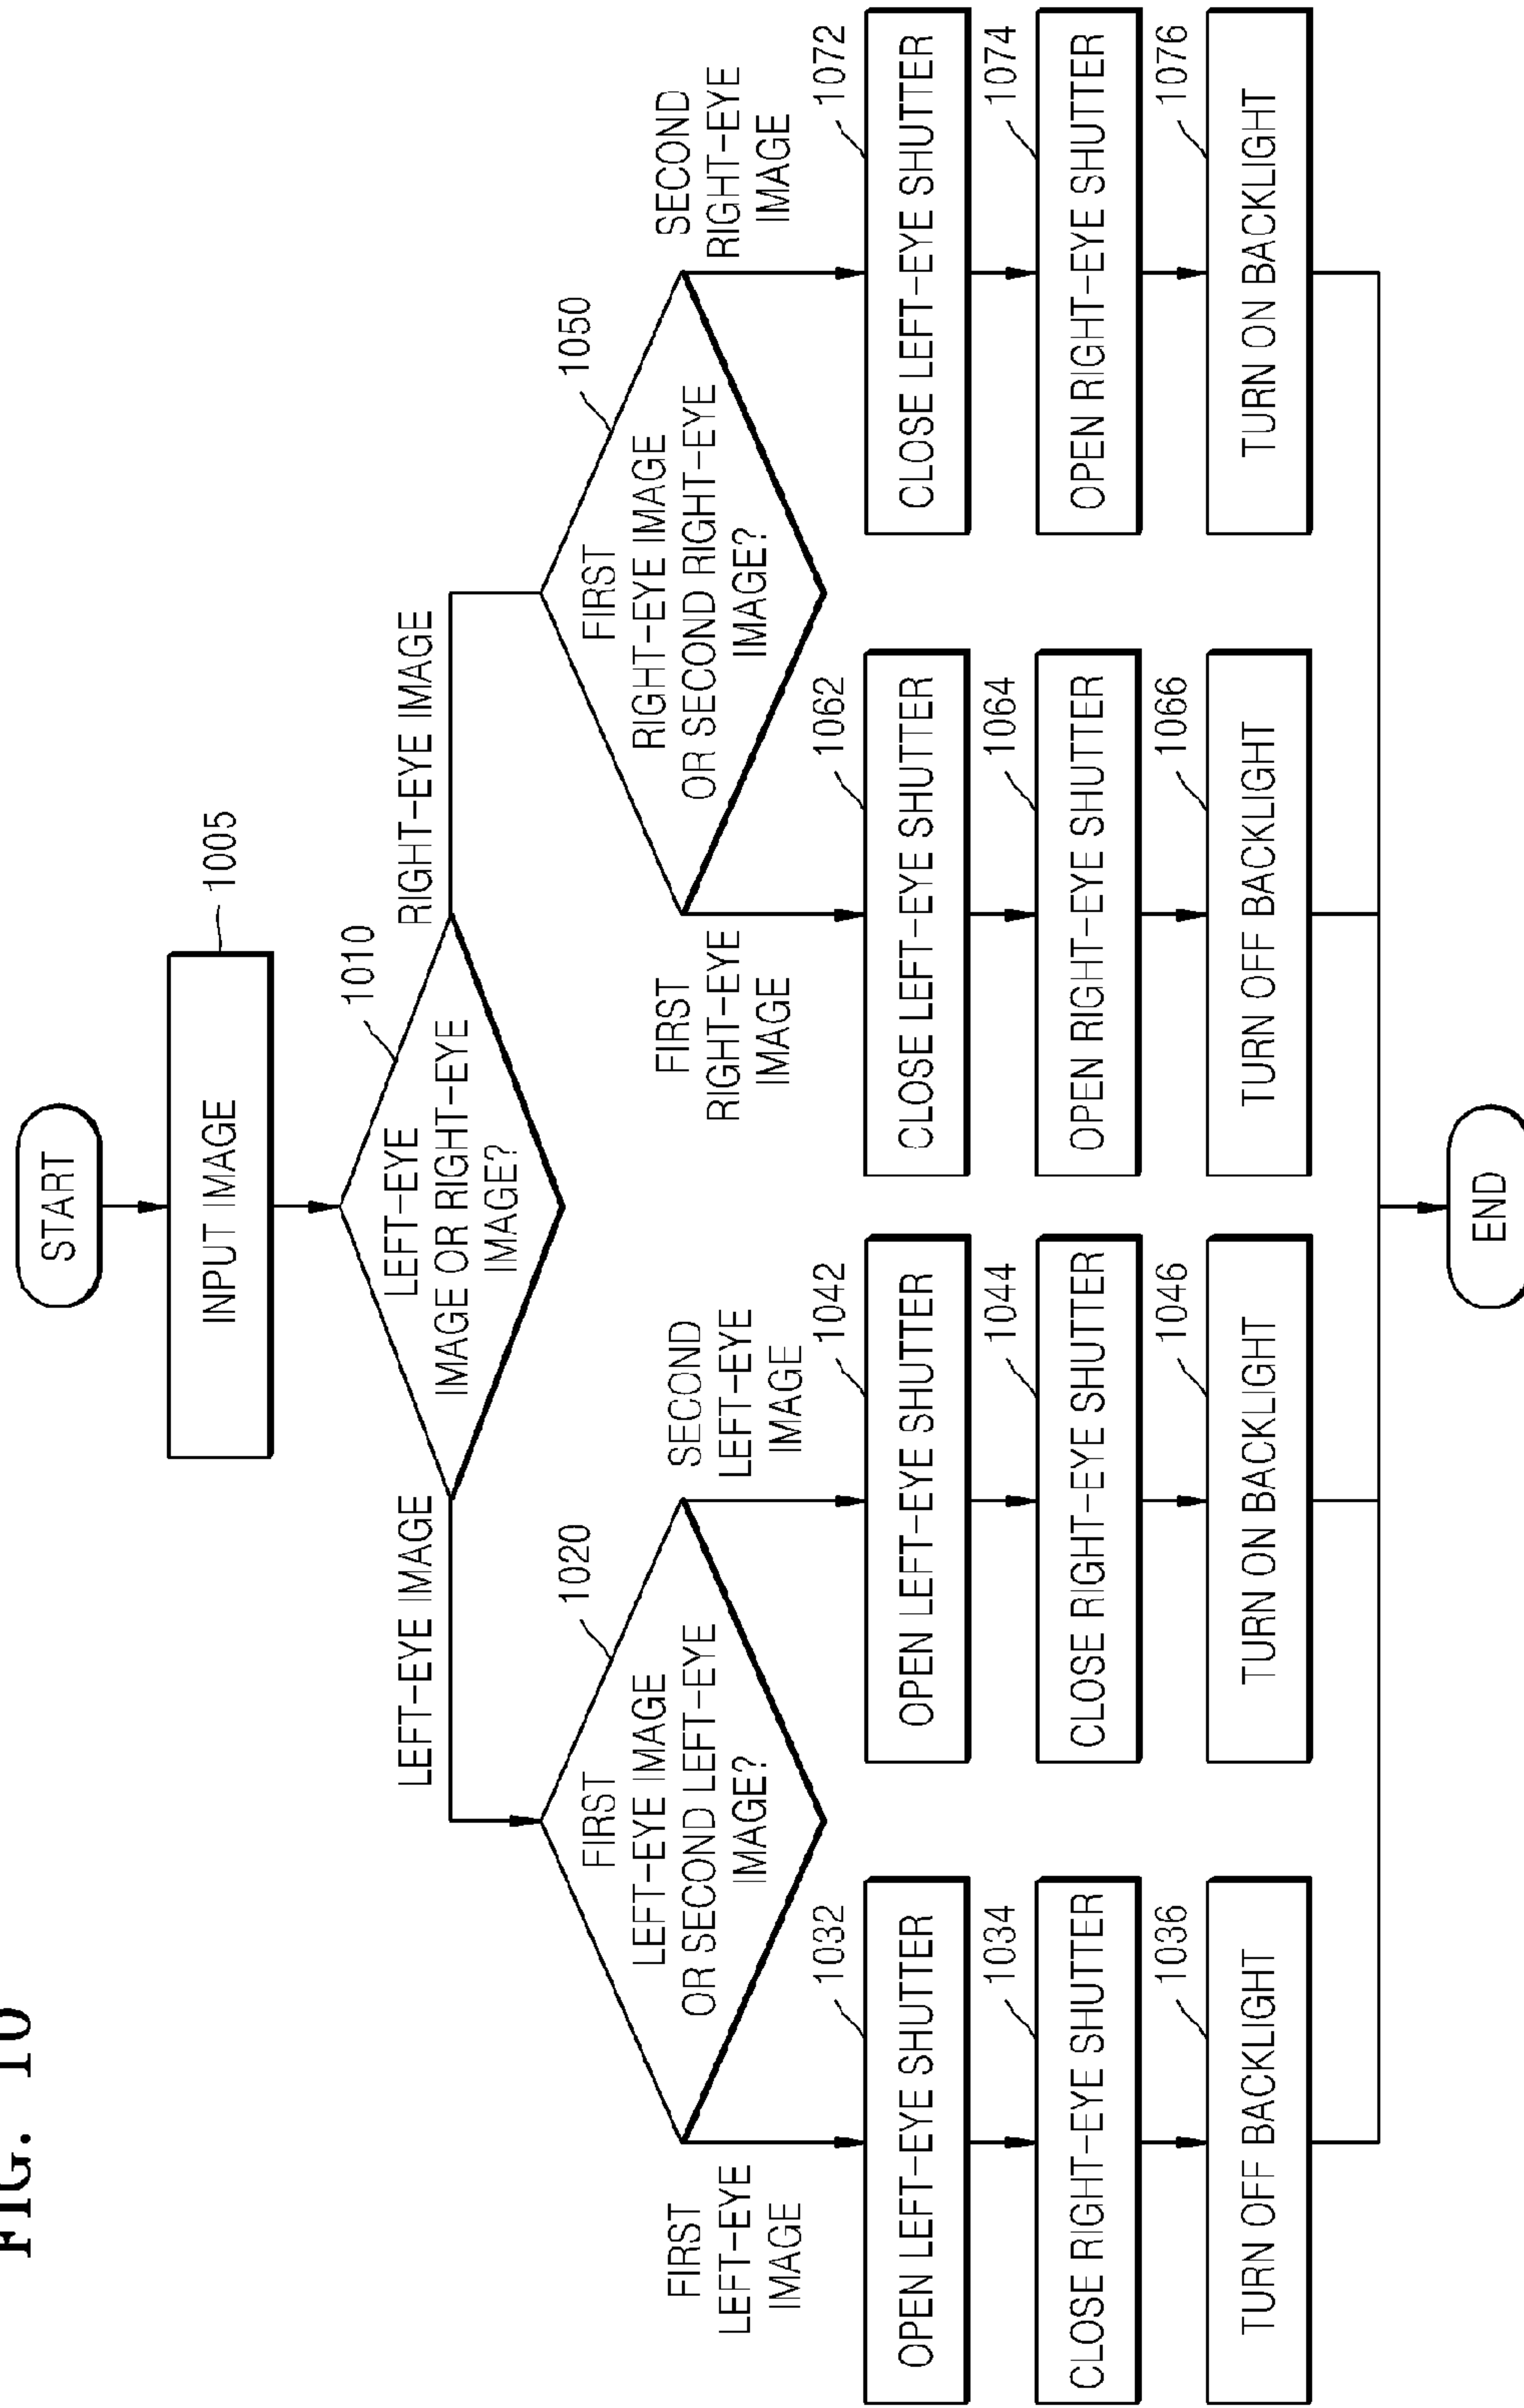 FIG. 10
START
INPUT IMAGE
1005
LEFT-EYE
IMAGE OR RIGHT-EYE
IMAGE?
1010
LEFT-EYE IMAGE
RIGHT-EYE IMAGE
FIRST
LEFT-EYE IMAGE
OR SECOND LEFT-EYE
IMAGE?
1020
FIRST
RIGHT-EYE IMAGE
OR SECOND RIGHT-EYE
IMAGE?
1050
FIRST
LEFT-EYE
IMAGE
SECOND
LEFT-EYE
IMAGE
FIRST
RIGHT-EYE
IMAGE
SECOND
RIGHT-EYE
IMAGE
1032
OPEN LEFT-EYE SHUTTER
1042
OPEN LEFT-EYE SHUTTER
1062
CLOSE LEFT-EYE SHUTTER
1072
CLOSE LEFT-EYE SHUTTER
1034
CLOSE RIGHT-EYE SHUTTER
1044
CLOSE RIGHT-EYE SHUTTER
1064
OPEN RIGHT-EYE SHUTTER
1074
OPEN RIGHT-EYE SHUTTER
1036
TURN OFF BACKLIGHT
1046
TURN ON BACKLIGHT
1066
TURN OFF BACKLIGHT
1076
TURN ON BACKLIGHT
END